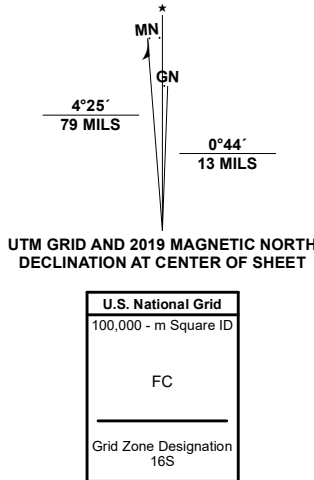 MN
GN
4°25´
79 MILS
0°44´
13 MILS
UTM GRID AND 2019 MAGNETIC NORTH
DECLINATION AT CENTER OF SHEET
U.S. National Grid
100,000 - m Square ID
FC
Grid Zone Designation
16S